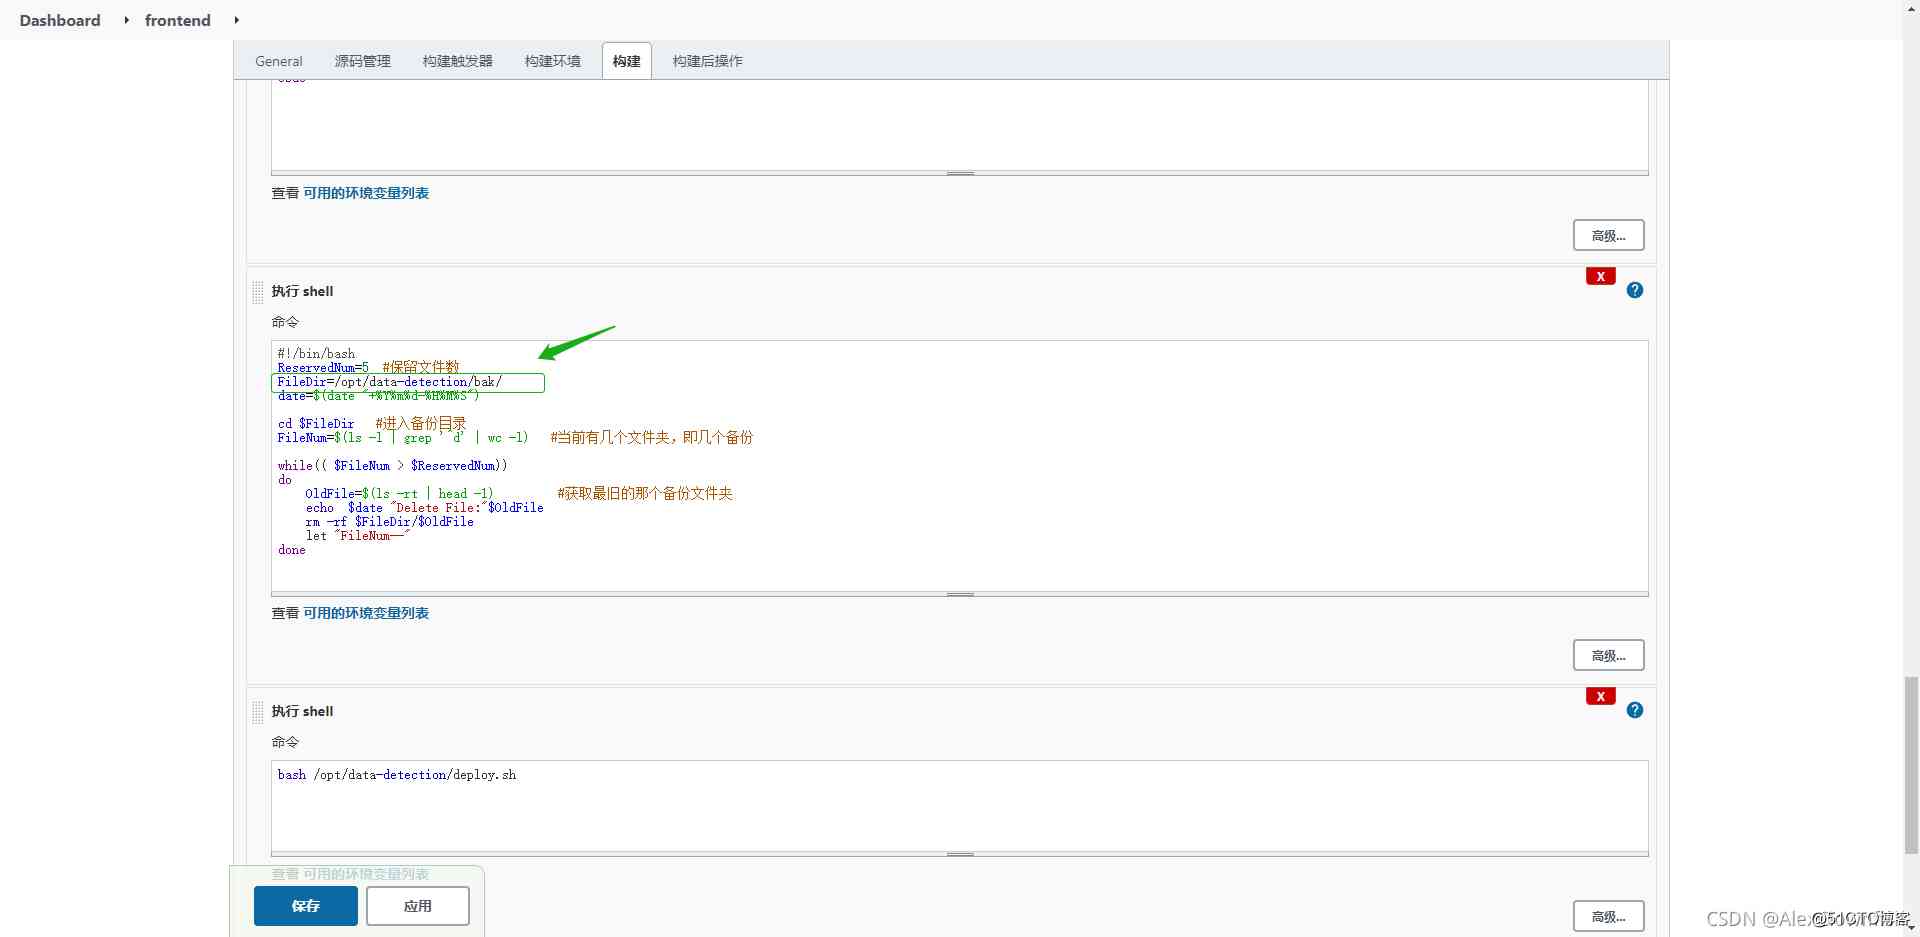 Dashboard
frontend
General
源码管理
构建触发器
构建环境
构建
构建后操作
查看 可用的环境变量列表
高级...
X
执行 shell
?
命令
#!/bin/bash
ReservedNum=5  #保留文件数
FileDir=/opt/data-detection/bak/
date=$(date "+%Y%m%d-%H%M%S")
cd $FileDir   #进入备份目录
FileNum=$(ls -l | grep '^d' | wc -l)   #当前有几个文件夹，即几个备份
while(( $FileNum > $ReservedNum))
do
    OldFile=$(ls -rt | head -1)         #获取最旧的那个备份文件夹
    echo  $date "Delete File:"$OldFile
    rm -rf $FileDir/$OldFile
    let "FileNum--"
done
查看 可用的环境变量列表
高级...
X
执行 shell
?
命令
bash /opt/data-detection/deploy.sh
查看 可用的环境变量列表
保存
应用
高级...
CSDN @Alex
@51CTO博客